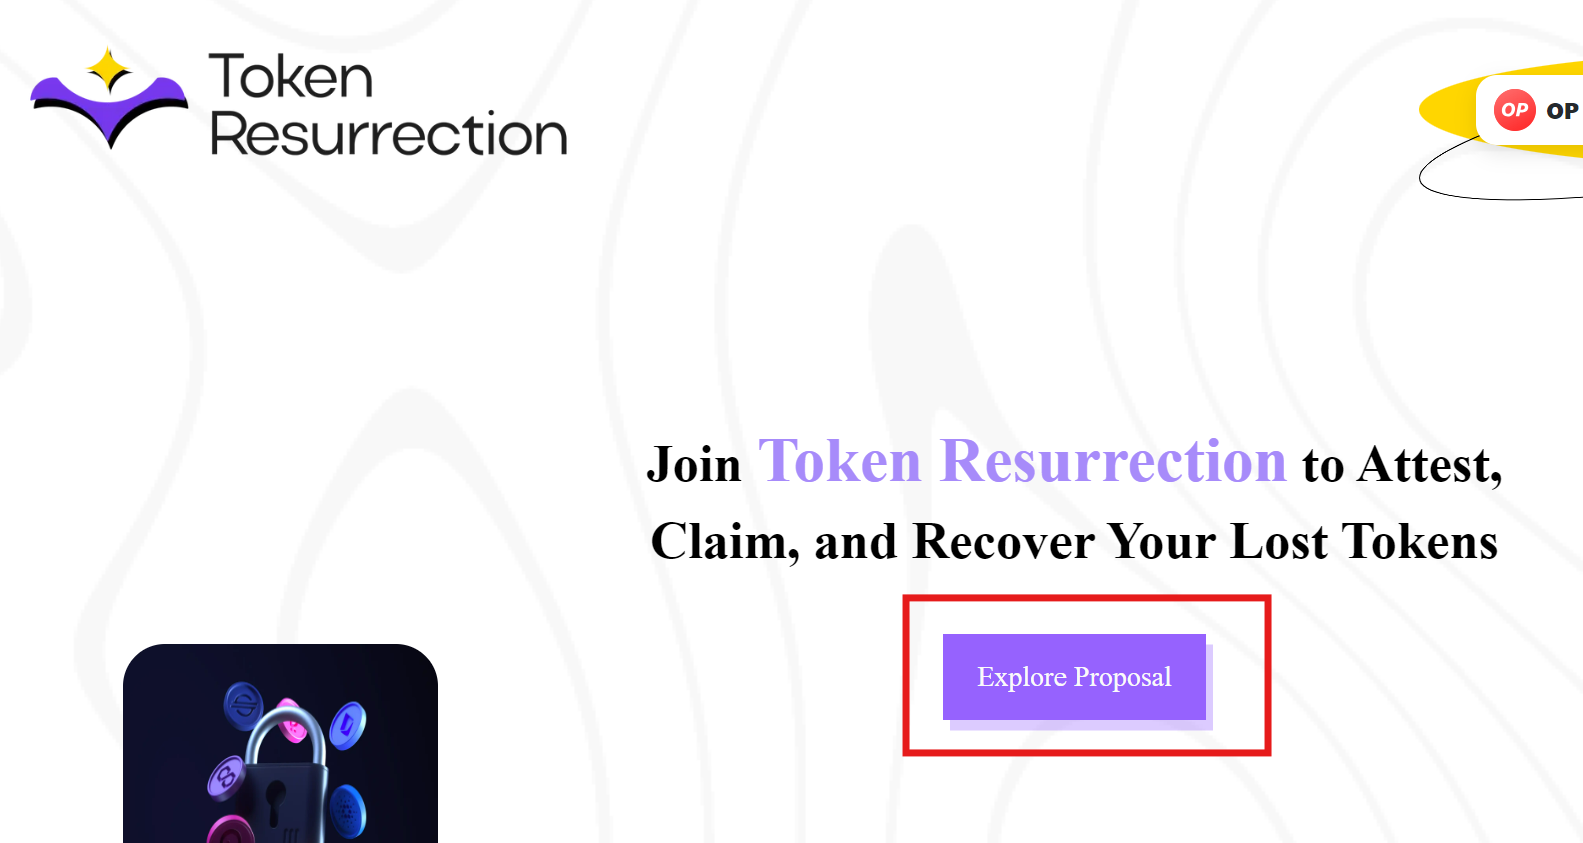 Token
Resurrection
OP OP
Join Token Resurrection to Attest,
Claim, and Recover Your Lost Tokens
Explore Proposal